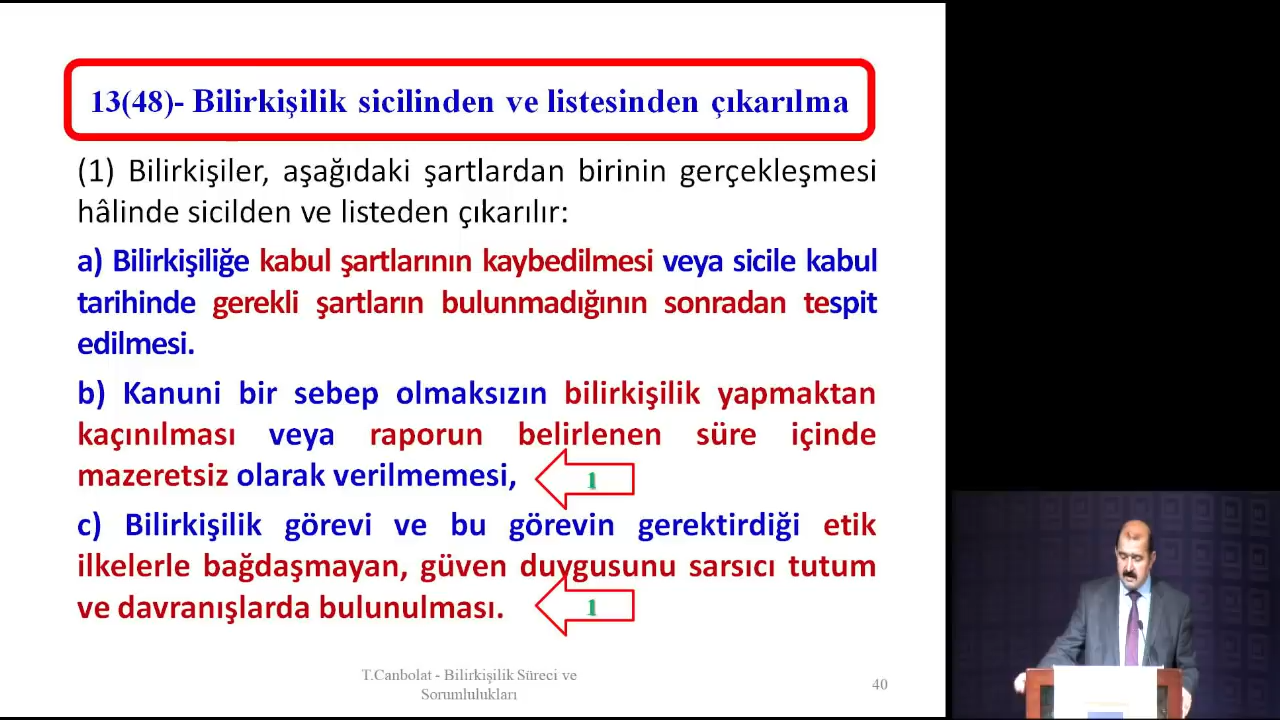 13(48)- Bilirkişilik sicilinden ve listesinden çıkarılma
(1) Bilirkişiler, aşağıdaki şartlardan birinin gerçekleşmesi
hâlinde sicilden ve listeden çıkarılır:
a) Bilirkişiliğe kabul şartlarının kaybedilmesi veya sicile kabul
tarihinde gerekli şartların bulunmadığının sonradan tespit
edilmesi.
b) Kanuni bir sebep olmaksızın bilirkişilik yapmaktan
kaçınılması veya raporun belirlenen süre içinde
mazeretsiz olarak verilmemesi,
1
c) Bilirkişilik görevi ve bu görevin gerektirdiği etik
ilkelerle bağdaşmayan, güven duygusunu sarsıcı tutum
ve davranışlarda bulunulması.
1
T.Canbolat - Bilirkişilik Süreci ve
Sorumlulukları
40